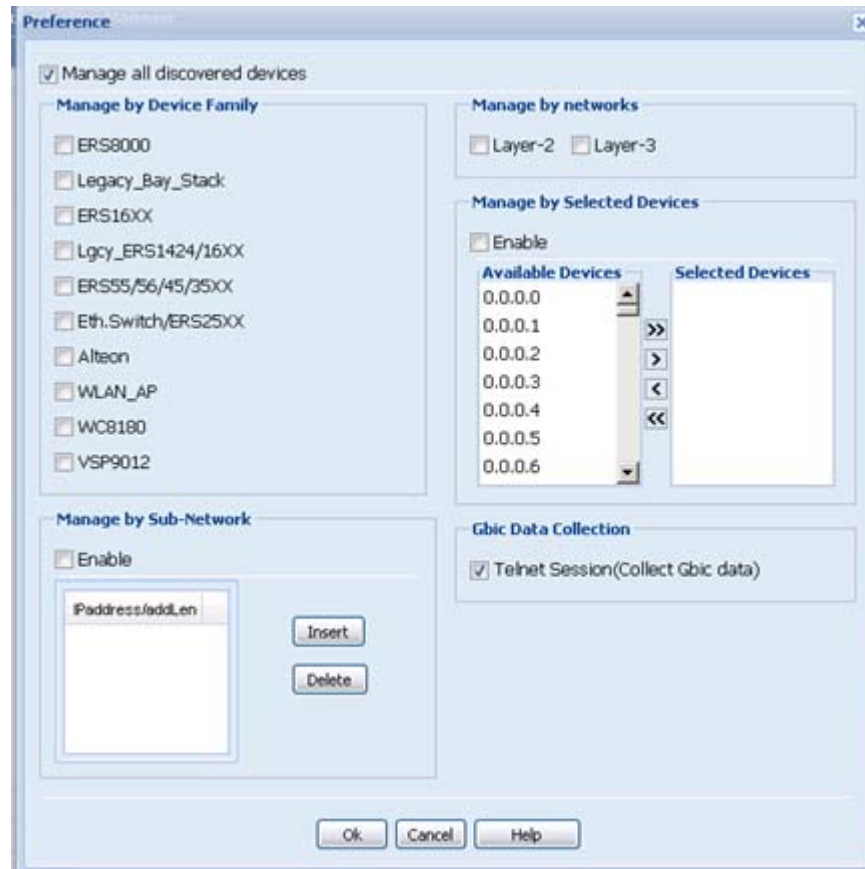 Preference
Manage all discovered devices
Manage by Device Family
ERS8000
Legacy_Bay_Stack
ERS16XX
Lgcy_ERS1424/16XX
ERS55/56/45/35XX
Eth.Switch/ERS25XX
Alteon
WLAN_AP
WC8180
VSP9012
Manage by networks
Layer-2 Layer-3
Manage by Selected Devices
Enable
Available Devices Selected Devices
0.0.0.0
0.0.0.1
0.0.0.2
0.0.0.3
0.0.0.4
0.0.0.5
0.0.0.6
>>
>
<
<<
Manage by Sub-Network
Enable
IPaddress/addLen
Insert
Delete
Gbic Data Collection
Telnet Session(Collect Gbic data)
Ok Cancel Help